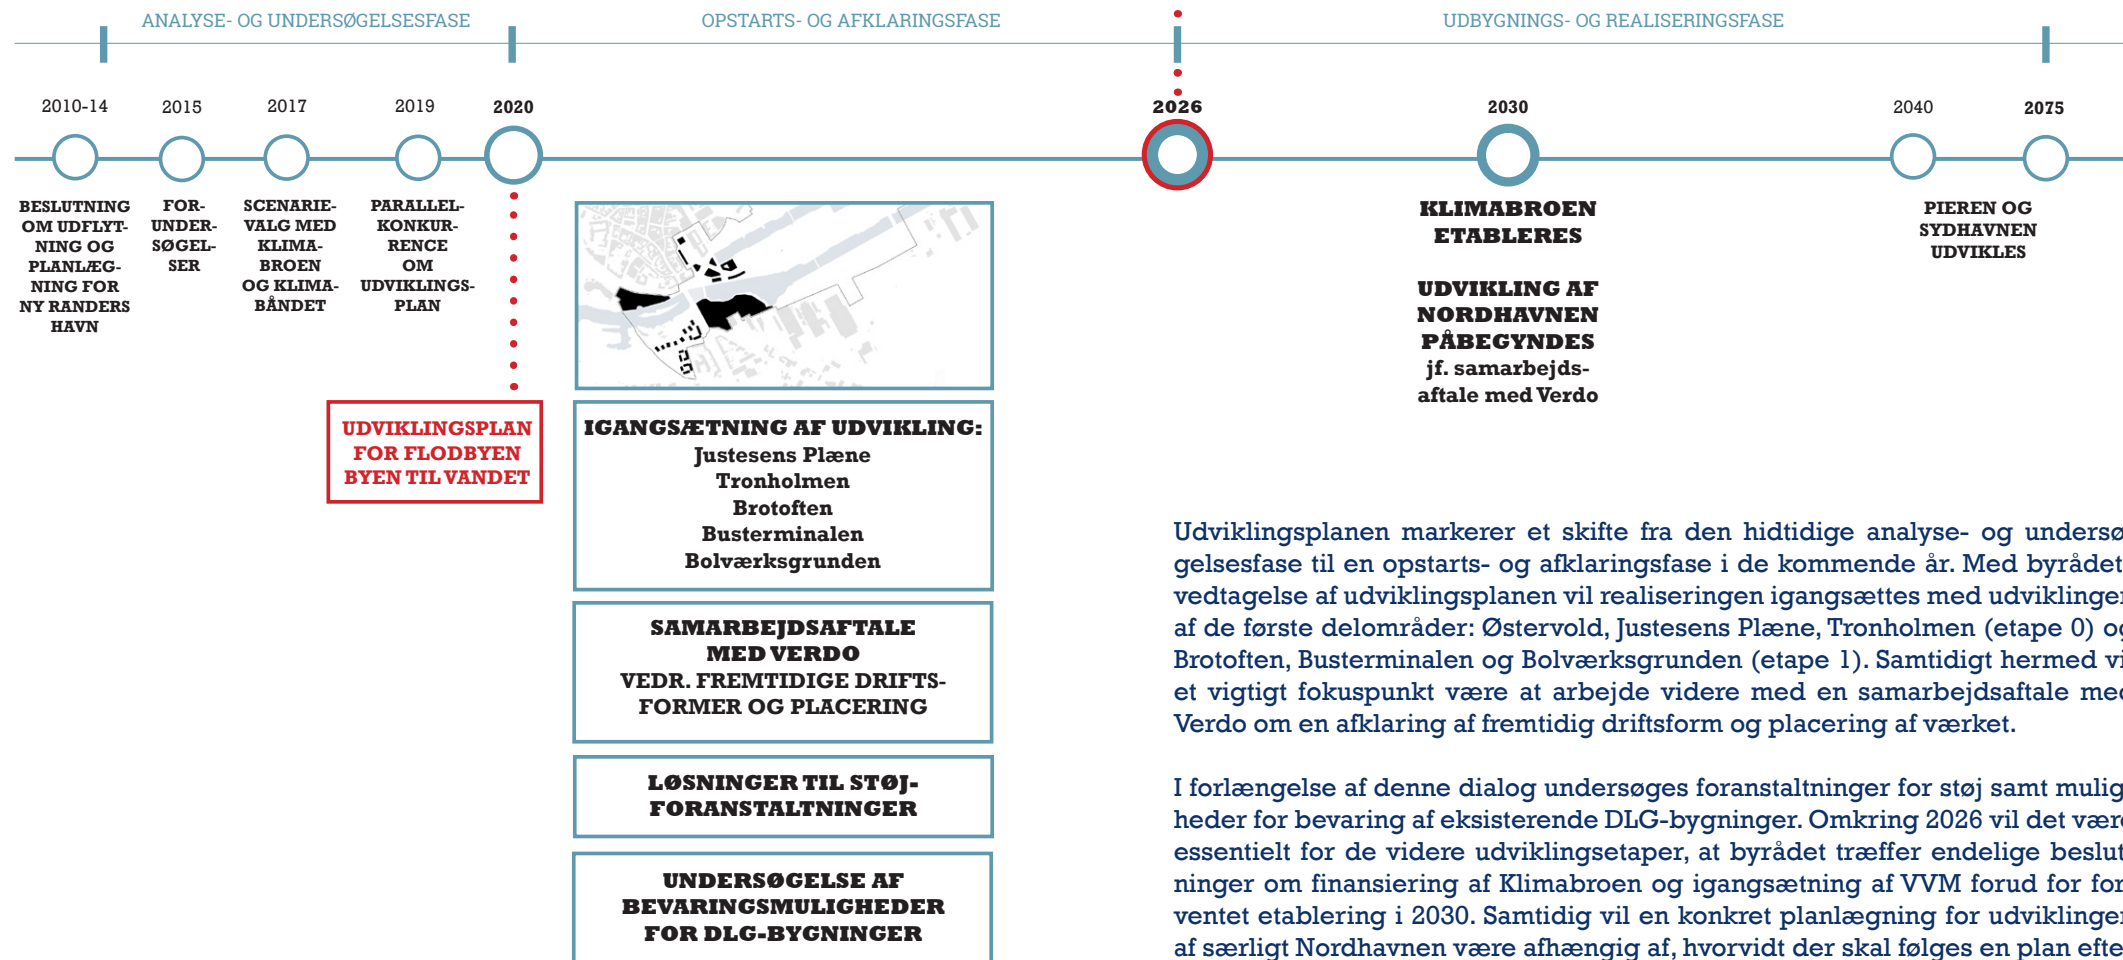 ANALYSE- OG UNDERSØGELSESFASE
OPSTARTS- OG AFKLARINGSFASE
UDBYGNINGS- OG REALISERINGSFASE
2010-14
2015
2017
2019
2020
2026
2030
2040
2075
BESLUTNING
OM UDFLYT-
NING OG
PLANLÆG-
NING FOR
NY RANDERS
HAVN
FOR-
UNDER-
SØGEL-
SER
SCENARIE-
VALG MED
KLIMA-
BROEN
OG KLIMA-
BÅNDET
PARALLEL-
KONKUR-
RENCE
OM
UDVIKLINGS-
PLAN
UDVIKLINGSPLAN
FOR FLODBYEN
BYEN TIL VANDET
IGANGSÆTNING AF UDVIKLING:
Justesens Plæne
Tronholmen
Brotoften
Busterminalen
Bolværksgrunden
SAMARBEJDSAFTALE
MED VERDO
VEDR. FREMTIDIGE DRIFTS-
FORMER OG PLACERING
LØSNINGER TIL STØJ-
FORANSTALTNINGER
UNDERSØGELSE AF
BEVARINGSMULIGHEDER
FOR DLG-BYGNINGER
KLIMABROEN
ETABLERES
UDVIKLING AF
NORDHAVNEN
PÅBEGYNDES
jf. samarbejds-
aftale med Verdo
PIEREN OG
SYDHAVNEN
UDVIKLES
Udviklingsplanen markerer et skifte fra den hidtidige analyse- og undersø
gelsesfase til en opstarts- og afklaringsfase i de kommende år. Med byrådet
vedtagelse af udviklingsplanen vil realiseringen igangsættes med udviklingen
af de første delområder: Østervold, Justesens Plæne, Tronholmen (etape 0) og
Brotoften, Busterminalen og Bolværksgrunden (etape 1). Samtidigt hermed vi
et vigtigt fokuspunkt være at arbejde videre med en samarbejdsaftale med
Verdo om en afklaring af fremtidig driftsform og placering af værket.
I forlængelse af denne dialog undersøges foranstaltninger for støj samt mulig
heder for bevaring af eksisterende DLG-bygninger. Omkring 2026 vil det være
essentielt for de videre udviklingsetaper, at byrådet træffer endelige beslut
ninger om finansiering af Klimabroen og igangsætning af VVM forud for for
ventet etablering i 2030. Samtidig vil en konkret planlægning for udviklingen
af særligt Nordhavnen være afhængig af, hvorvidt der skal følges en plan efte